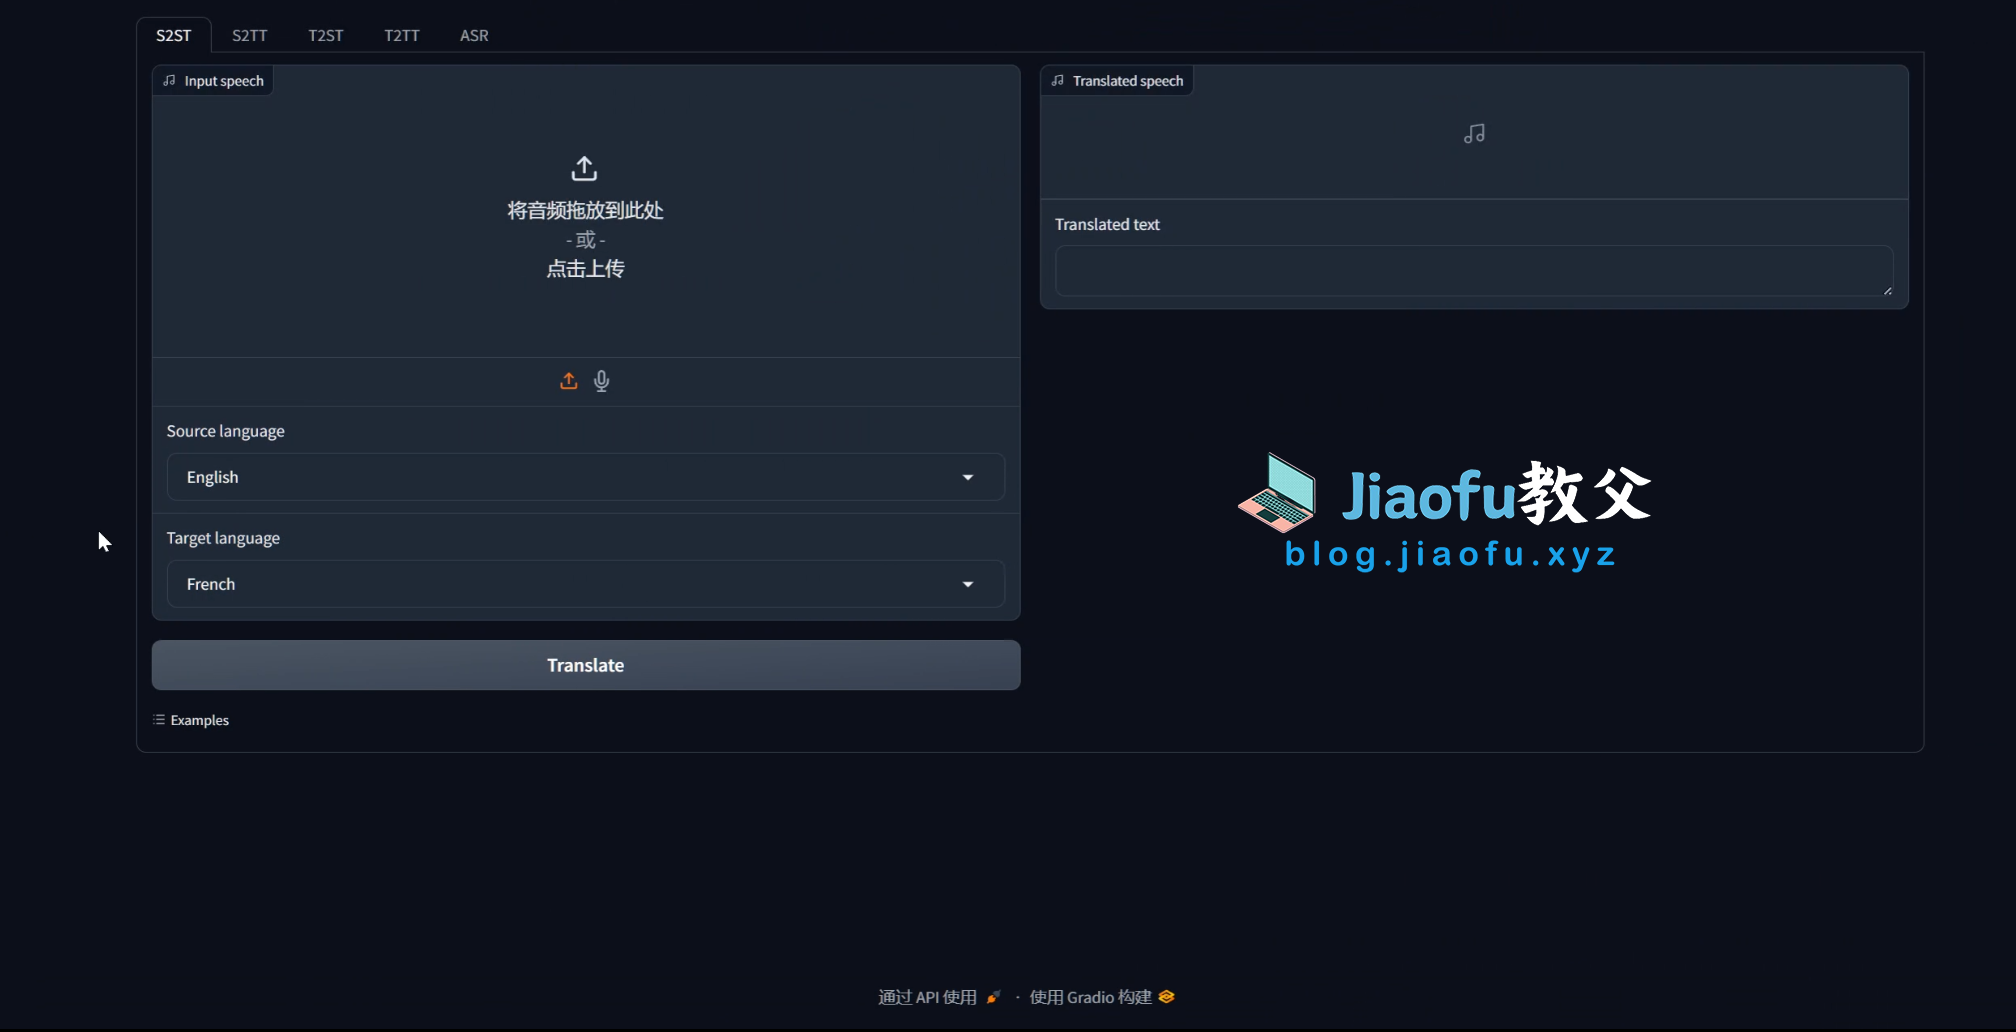 S2ST S2TT T2ST T2TT ASR
Input speech
将音频拖放到此处
- 或 -
点击上传
Source language
English
Target language
French
Translate
Examples
Translated speech
Translated text
Jiaofu教父
blog.jiaofu.xyz
通过 API 使用 · 使用 Gradio 构建